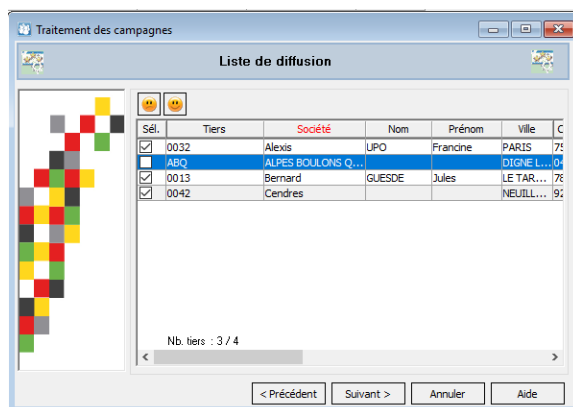 Traitement des campagnes
Liste de diffusion
Sél. Tiers Société Nom Prénom Ville C
0032 Alexis UPO Francine PARIS 75
ABQ ALPES BOULONS Q... DIGNE L... 04
0013 Bernard GUESDE Jules LE TAR... 78
0042 Cendres NEUILL... 92
Nb. tiers : 3 / 4
< Précédent Suivant > Annuler Aide